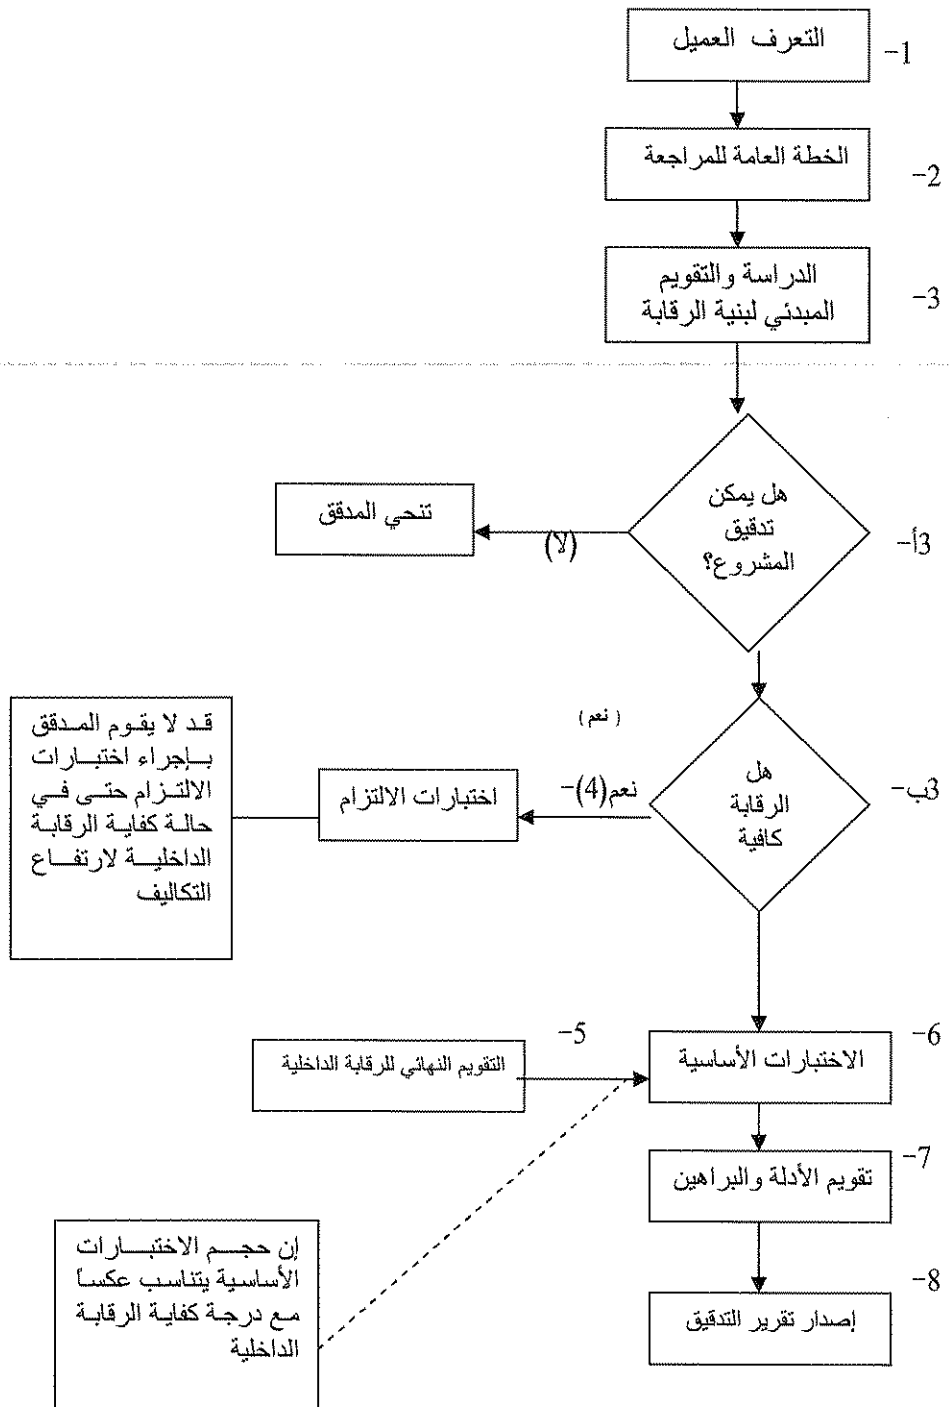 التعرف العميل
1-
الخطة العامة للمراجعة
2-
الدراسة والتقويم
المبدئي لبنية الرقابة
3-
هل يمكن
تدقيق
المشروع؟
3أ-
(لا)
تنحي المدقق
هل
الرقابة
كافية
3ب-
(نعم)
نعم(4)-
اختبارات الالتزام
قد لا يقوم المدقق
بإجراء اختبارات
الالتزام حتى في
حالة كفاية الرقابة
الداخلية لارتفاع
التكاليف
الاختبارات الأساسية
6-
5-
التقويم النهائي للرقابة الداخلية
تقويم الأدلة والبراهين
7-
إن حجم الاختبارات
الأساسية يتناسب عكساً
مع درجة كفاية الرقابة
الداخلية
إصدار تقرير التدقيق
8-